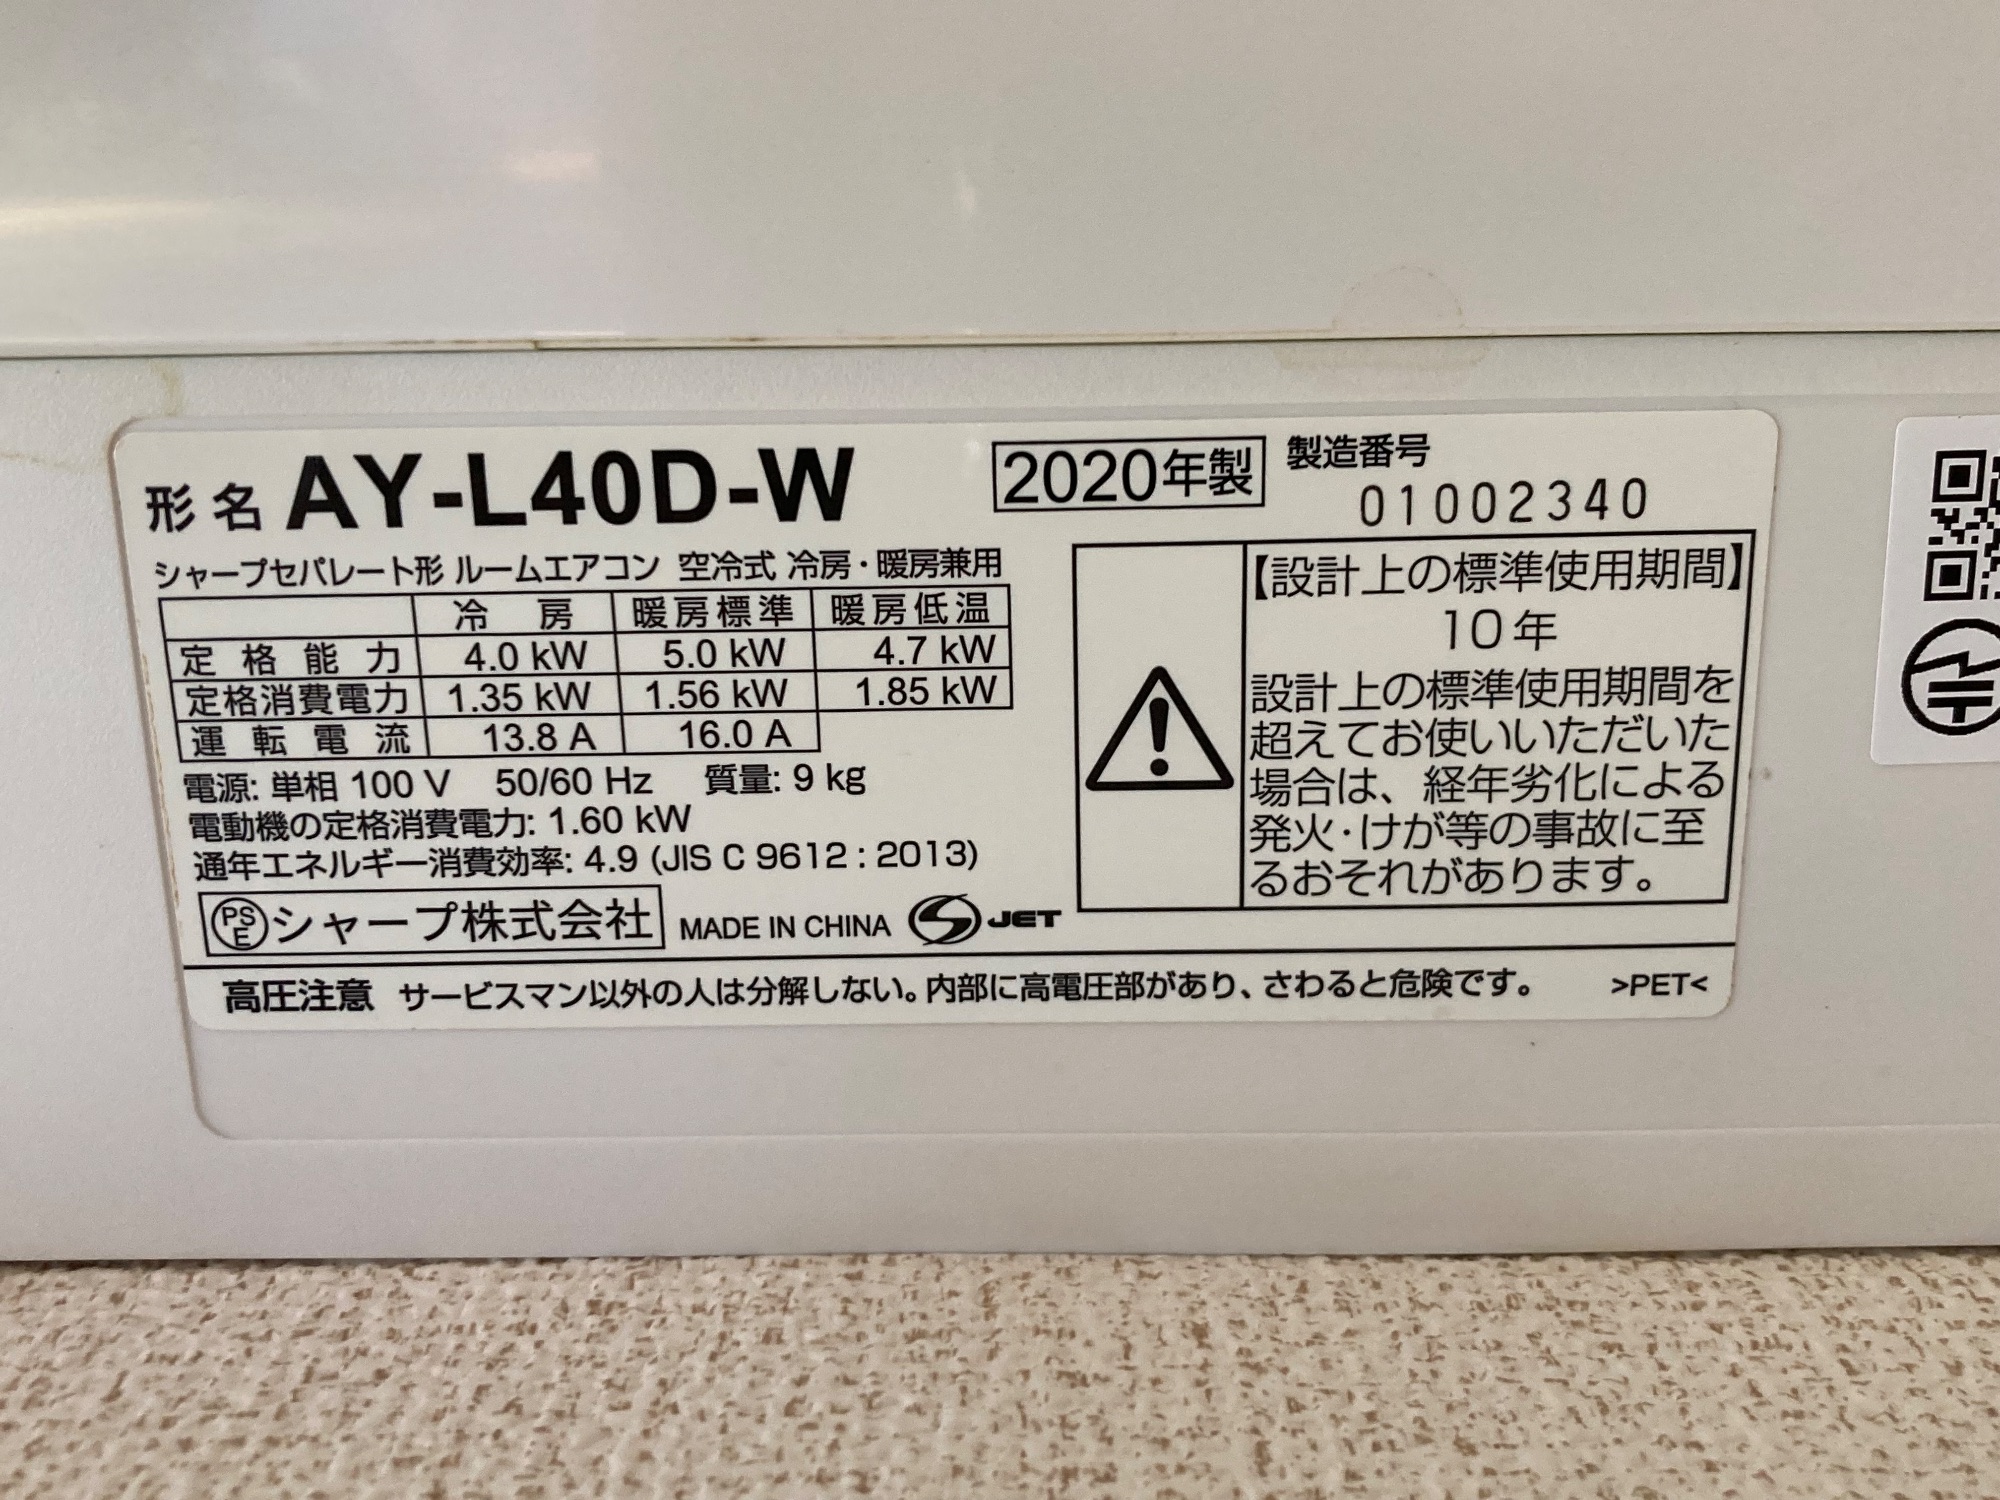 形名 AY-L40D-W
2020年製
製造番号
01002340
シャープセパレート形 ルームエアコン 空冷式 冷房・暖房兼用
冷 房 暖房標準 暖房低温
定格能力 4.0 kW 5.0 kW 4.7 kW
定格消費電力 1.35 kW 1.56 kW 1.85 kW
運転電流 13.8 A 16.0 A
電源: 単相 100 V 50/60 Hz 質量: 9 kg
電動機の定格消費電力: 1.60 kW
通年エネルギー消費効率: 4.9 (JIS C 9612 : 2013)
PSE シャープ株式会社 MADE IN CHINA S JET
【設計上の標準使用期間】
10年
設計上の標準使用期間を
超えてお使いいただいた
場合は、経年劣化による
発火・けが等の事故に至
るおそれがあります。
高圧注意 サービスマン以外の人は分解しない。内部に高電圧部があり、さわると危険です。 >PET<